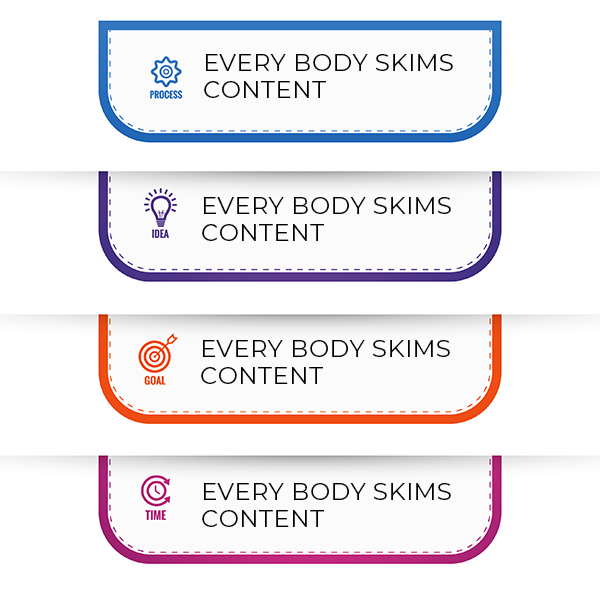 EVERY BODY SKIMS
CONTENT
PROCESS
EVERY BODY SKIMS
CONTENT
IDEA
EVERY BODY SKIMS
CONTENT
GOAL
EVERY BODY SKIMS
CONTENT
TIME